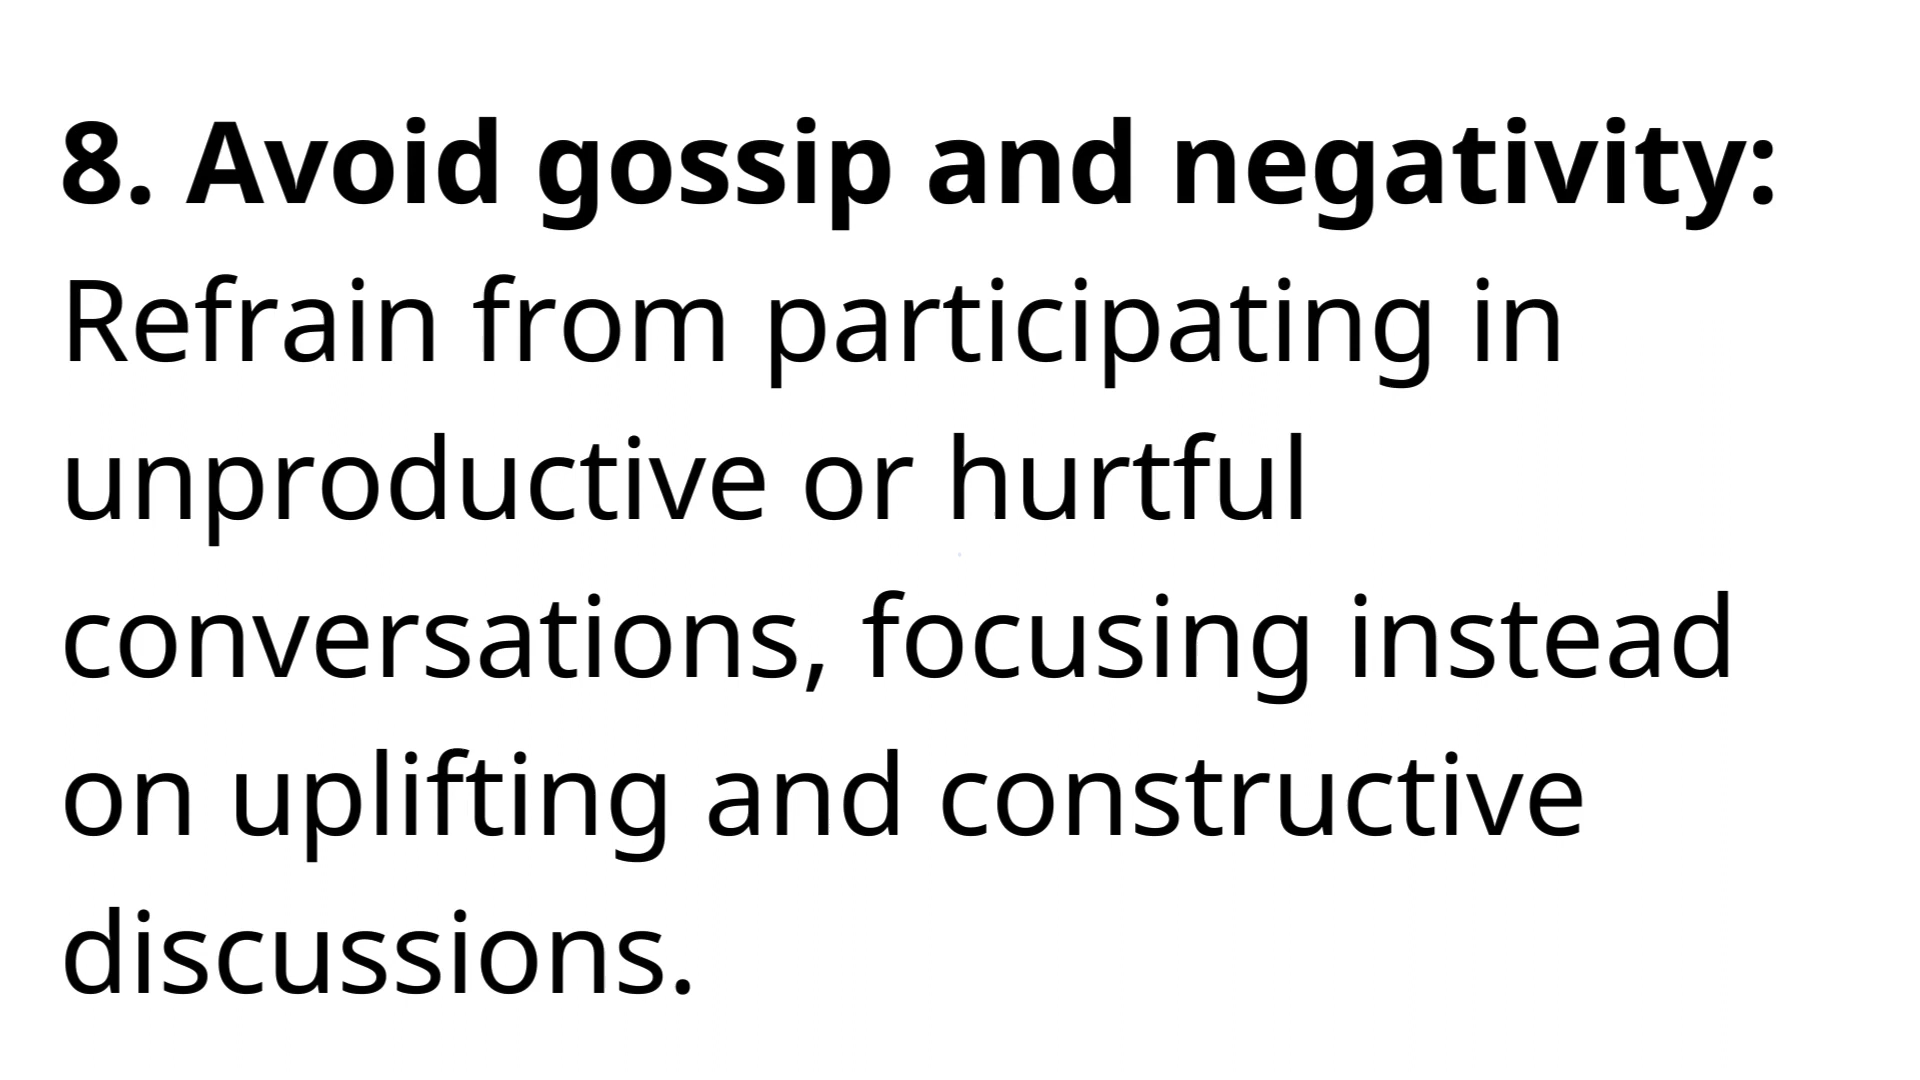 8. Avoid gossip and negativity:
Refrain from participating in
unproductive or hurtful
conversations, focusing instead
on uplifting and constructive
discussions.